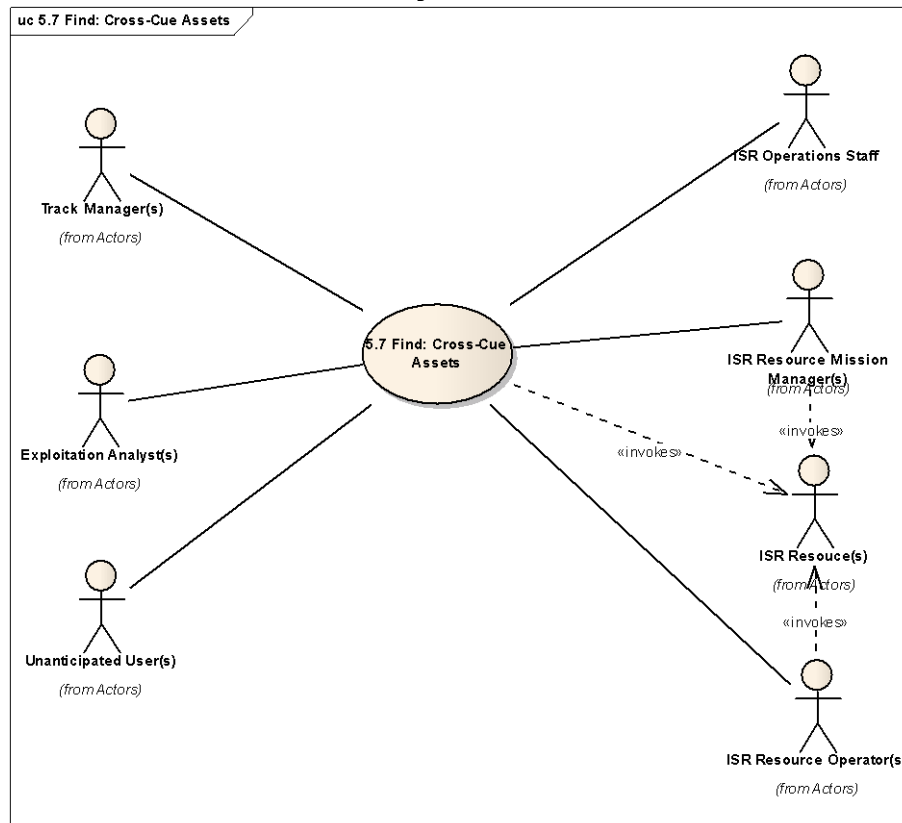 uc 5.7 Find: Cross-Cue Assets
Track Manager(s)
(from Actors)
ISR Operations Staff
(from Actors)
5.7 Find: Cross-Cue
Assets
ISR Resource Mission
Manager(s)
(from Actors)
«invokes»
Exploitation Analyst(s)
(from Actors)
«invokes»
ISR Resouce(s)
(from Actors)
«invokes»
Unanticipated User(s)
(from Actors)
ISR Resource Operator(s
(from Actors)